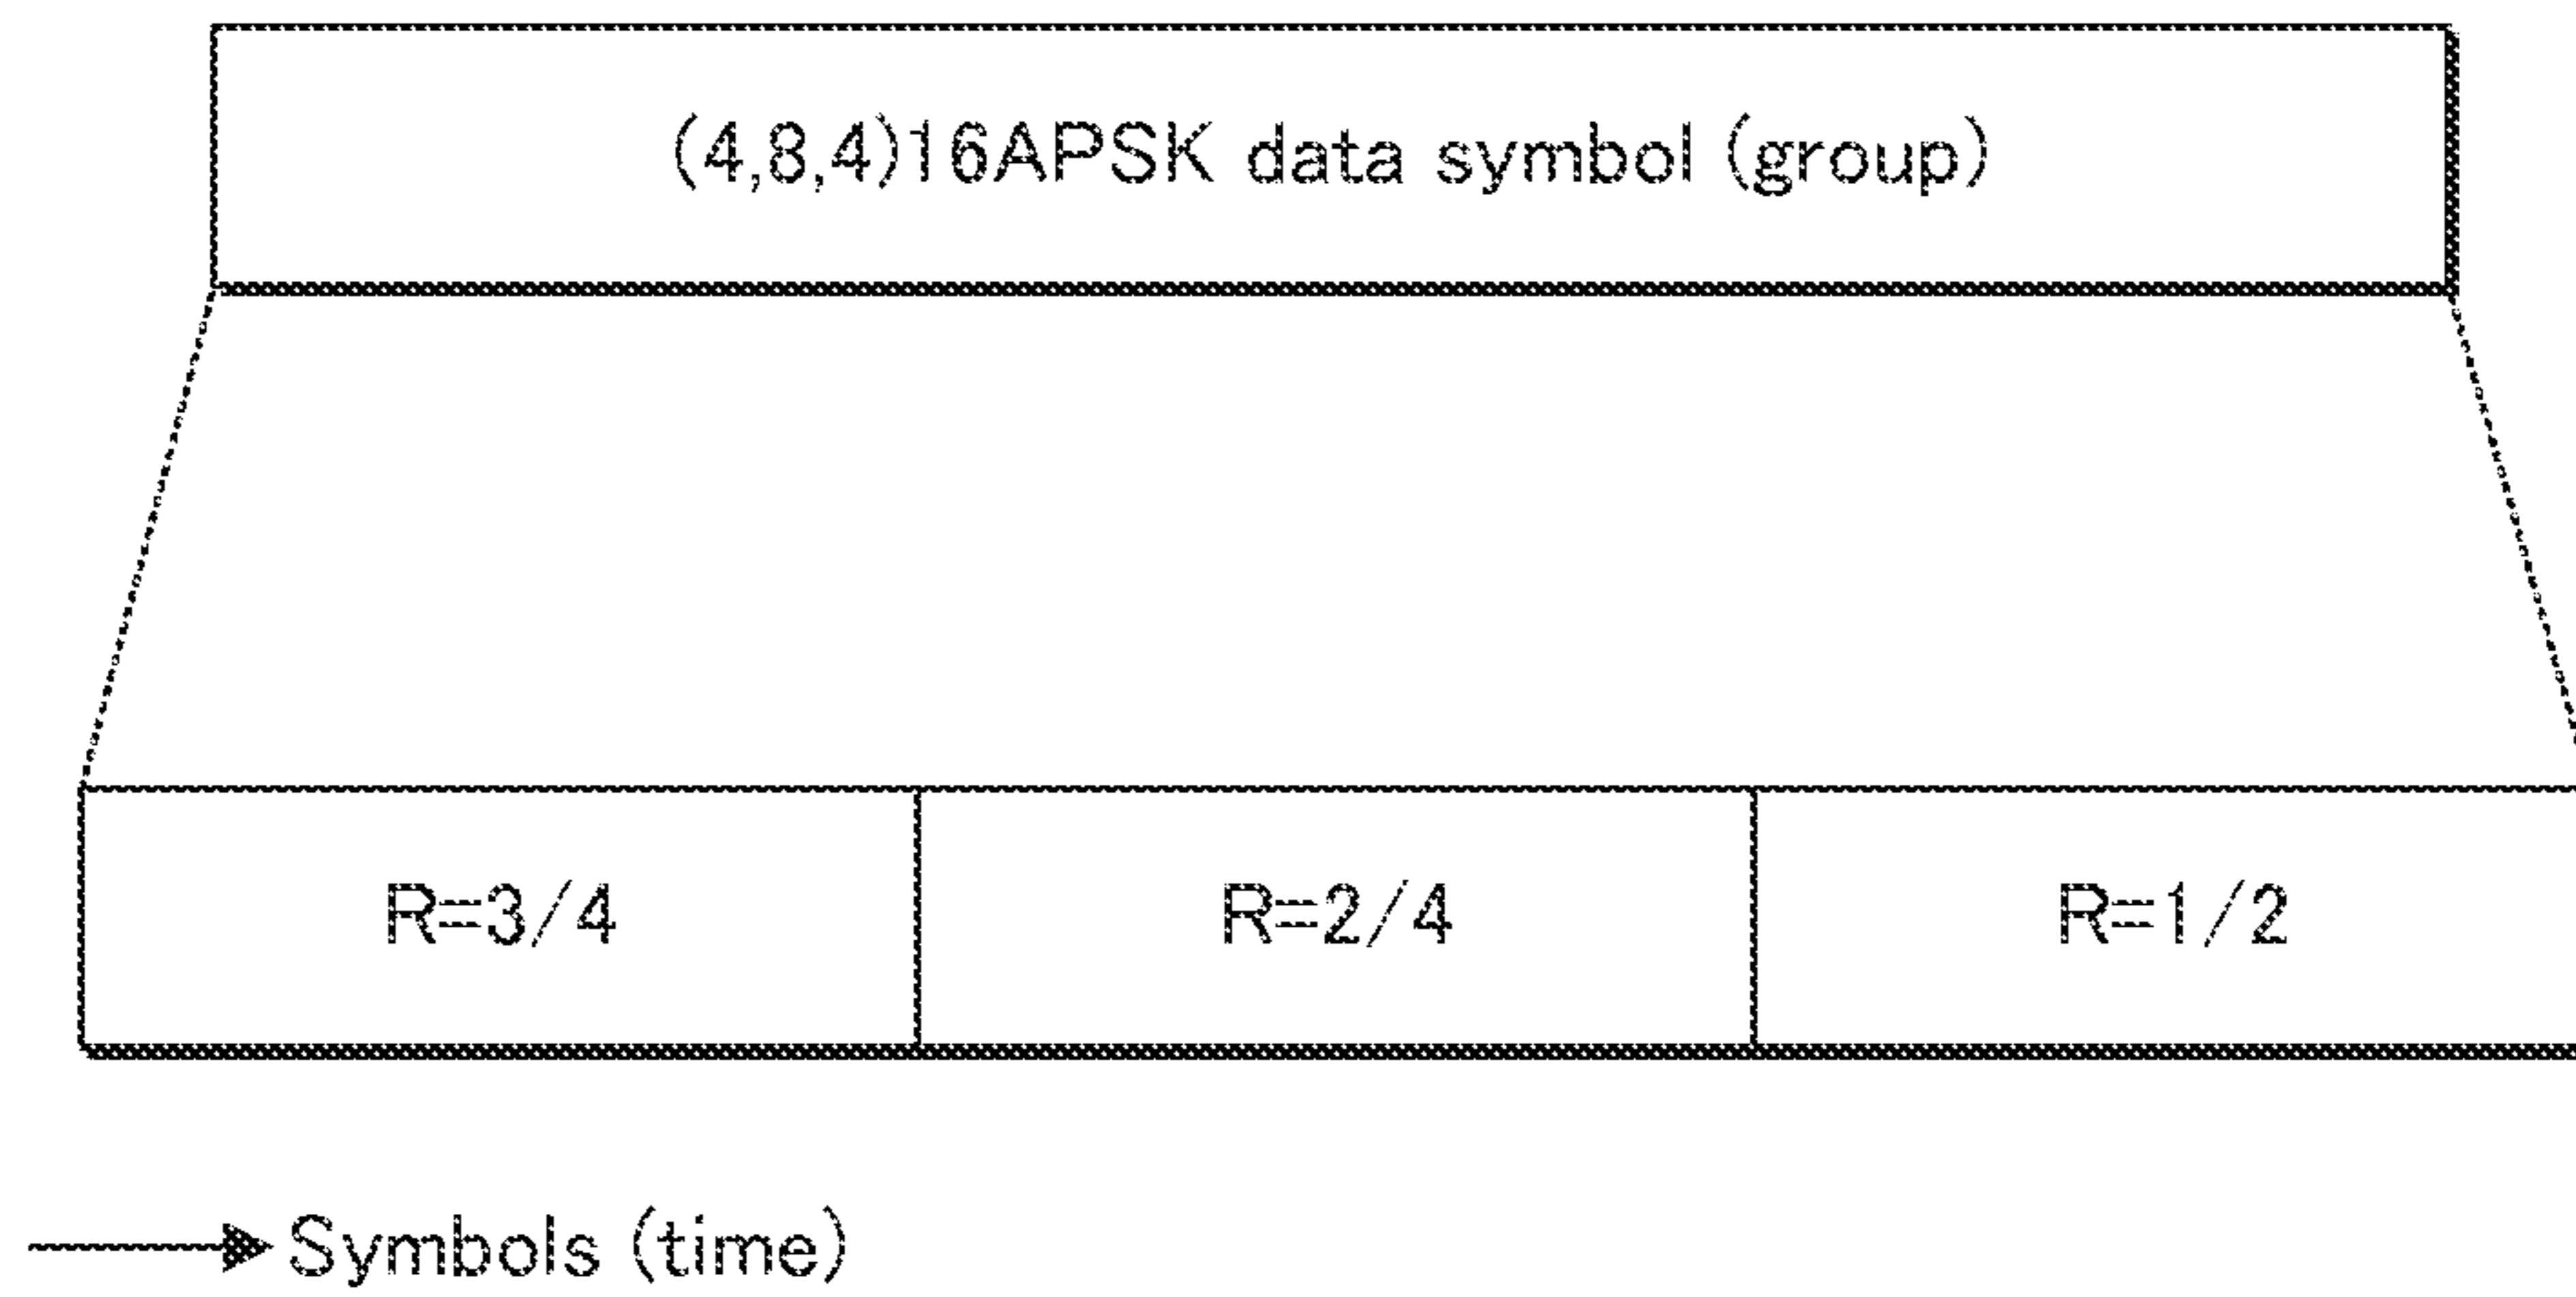 (4,8,4)16APSK data symbol (group)
R=3/4
R=2/4
R=1/2
Symbols (time)